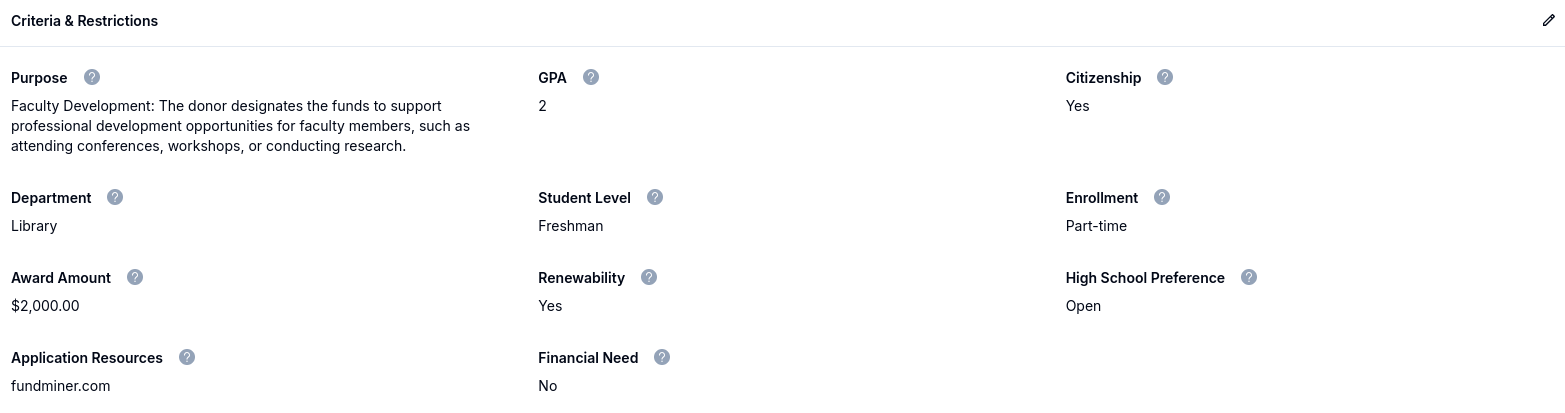 Criteria & Restrictions
Purpose
GPA
Citizenship
Faculty Development: The donor designates the funds to support
professional development opportunities for faculty members, such as
attending conferences, workshops, or conducting research.
2
Yes
Department
Student Level
Enrollment
Library
Freshman
Part-time
Award Amount
Renewability
High School Preference
$2,000.00
Yes
Open
Application Resources
Financial Need
fundminer.com
No